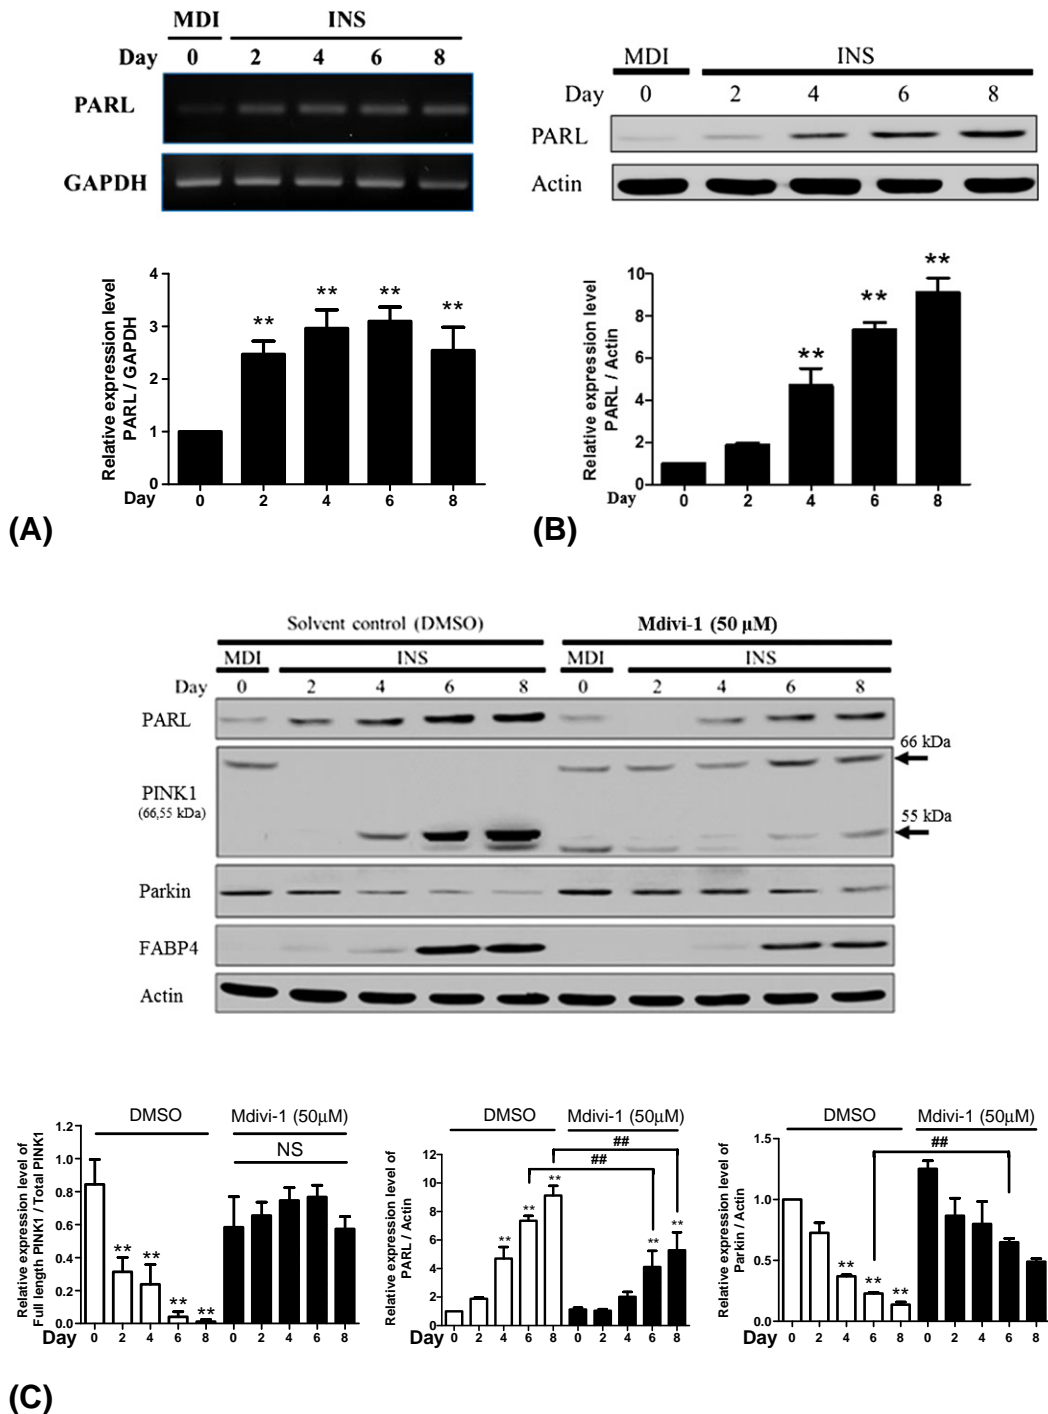 MDI INS
Day 0 2 4 6 8
PARL
GAPDH
Relative expression level
PARL / GAPDH
4
3
2
1
0
Day 0 2 4 6 8
** ** ** **
(A)
MDI INS
Day 0 2 4 6 8
PARL
Actin
Relative expression level
PARL / Actin
10
8
6
4
2
0
Day 0 2 4 6 8
** ** **
(B)
Solvent control (DMSO) Mdivi-1 (50 μM)
MDI INS MDI INS
Day 0 2 4 6 8 0 2 4 6 8
PARL
66 kDa
PINK1
(66,55 kDa)
55 kDa
Parkin
FABP4
Actin
DMSO Mdivi-1 (50μM)
NS
Relative expression level of
Full length PINK1 / Total PINK1
1.2
1.0
0.8
0.6
0.4
0.2
0.0
** ** ** **
Day 0 2 4 6 8 0 2 4 6 8
DMSO Mdivi-1 (50μM)
##
##
Relative expression level of
PARL / Actin
12
10
8
6
4
2
0
** ** ** ** **
Day 0 2 4 6 8 0 2 4 6 8
DMSO Mdivi-1 (50μM)
##
Relative expression level of
Parkin / Actin
1.5
1.0
0.5
0.0
** ** **
Day 0 2 4 6 8 0 2 4 6 8
(C)